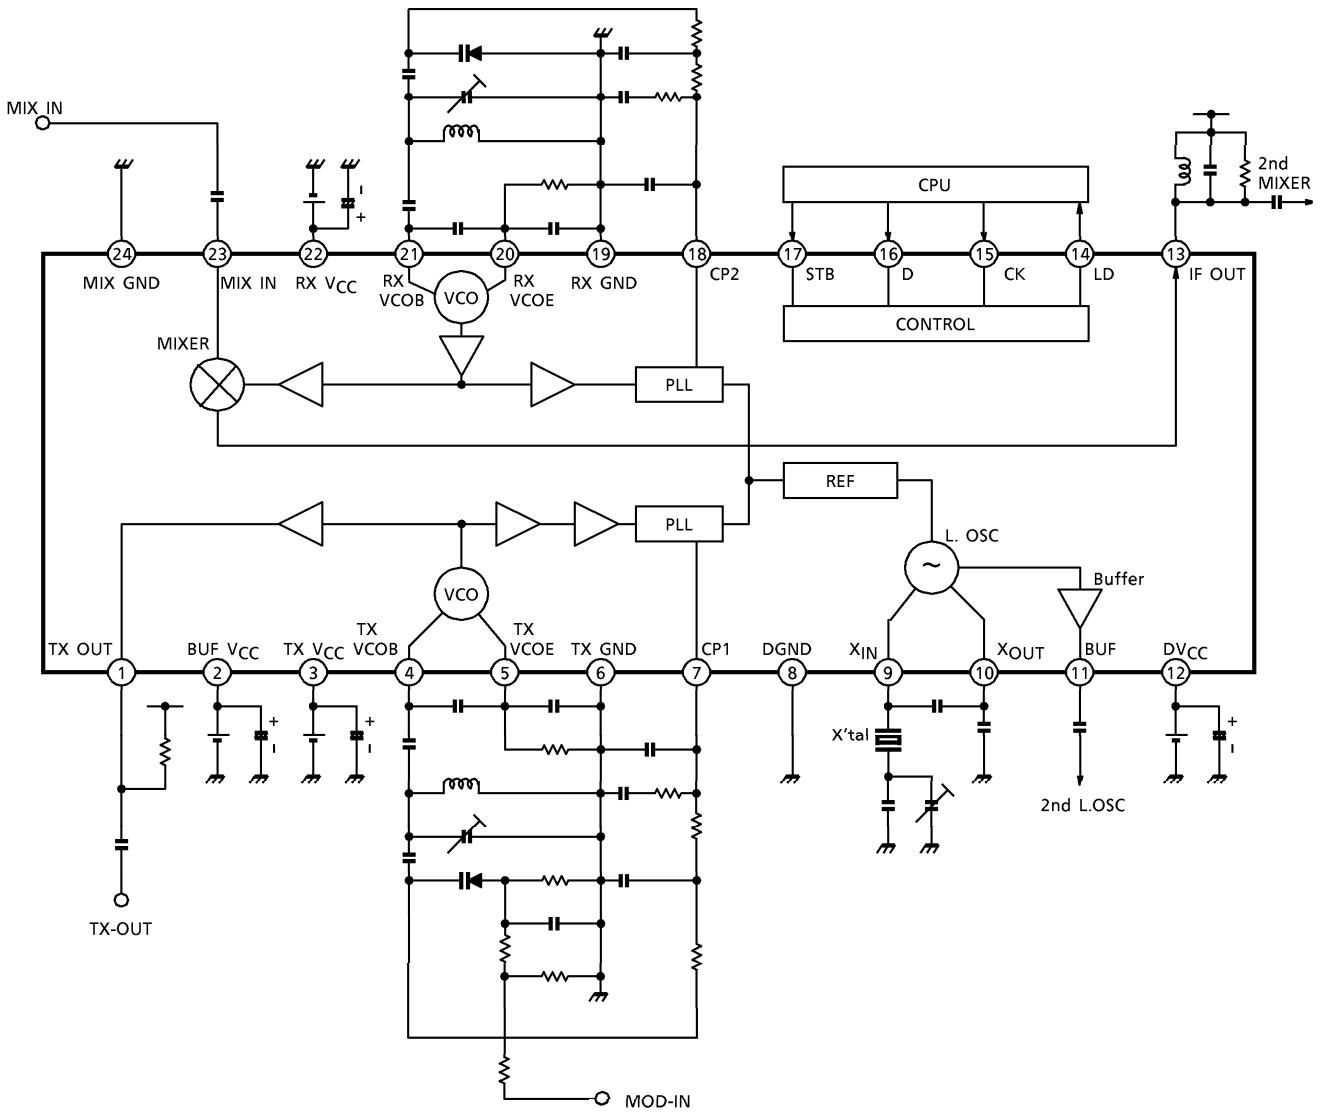 MIX IN
2nd
MIXER
CPU
- -
+
24 23 22 21 20 19 18 17 16 15 14 13
MIX GND MIX IN RX VCC RX VCOB VCO RX VCOE RX GND CP2 STB D CK LD IF OUT
CONTROL
MIXER
PLL
REF
PLL
L. OSC
~
Buffer
VCO
TX OUT BUF VCC TX VCC TX VCOB TX VCOE TX GND CP1 DGND XIN XOUT BUF DVCC
1 2 3 4 5 6 7 8 9 10 11 12
+ + +
- - -
X'tal
2nd L.OSC
TX-OUT
MOD-IN